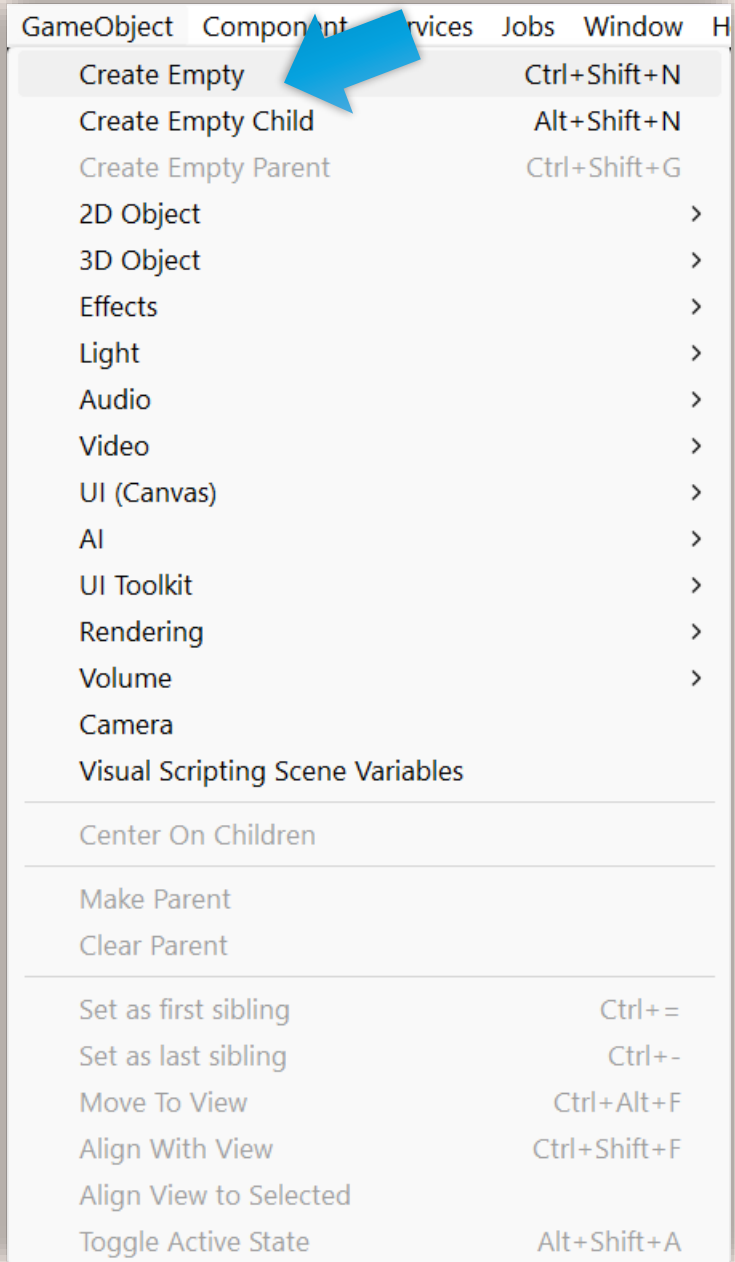 GameObject Component Services Jobs Window H
Create Empty Ctrl+Shift+N
Create Empty Child Alt+Shift+N
Create Empty Parent Ctrl+Shift+G
2D Object >
3D Object >
Effects >
Light >
Audio >
Video >
UI (Canvas) >
AI >
UI Toolkit >
Rendering >
Volume >
Camera
Visual Scripting Scene Variables
Center On Children
Make Parent
Clear Parent
Set as first sibling Ctrl+=
Set as last sibling Ctrl+-
Move To View Ctrl+Alt+F
Align With View Ctrl+Shift+F
Align View to Selected
Toggle Active State Alt+Shift+A